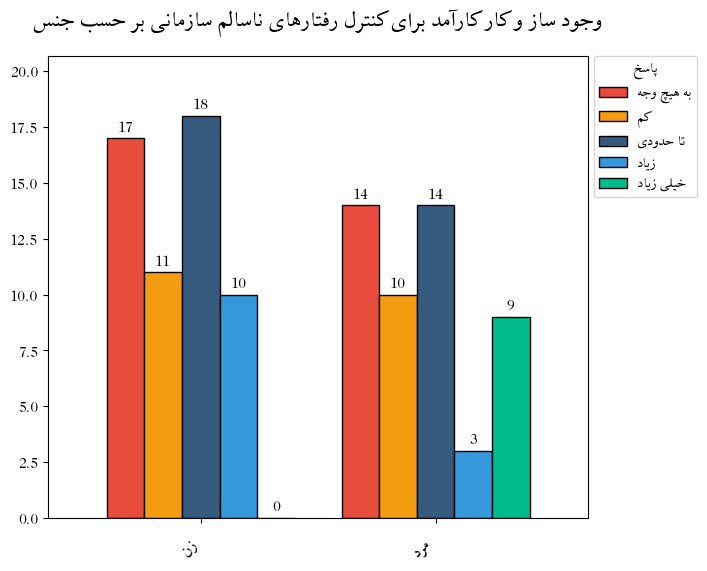 وجود ساز و کار کارآمد برای کنترل رفتارهای ناسالم سازمانی بر حسب جنس
پاسخ
به هیچ وجه
کم
تا حدودی
زیاد
خیلی زیاد
20.0
17.5
15.0
12.5
10.0
7.5
5.0
2.5
0.0
17
11
18
10
0
14
10
14
3
9
زن
مرد